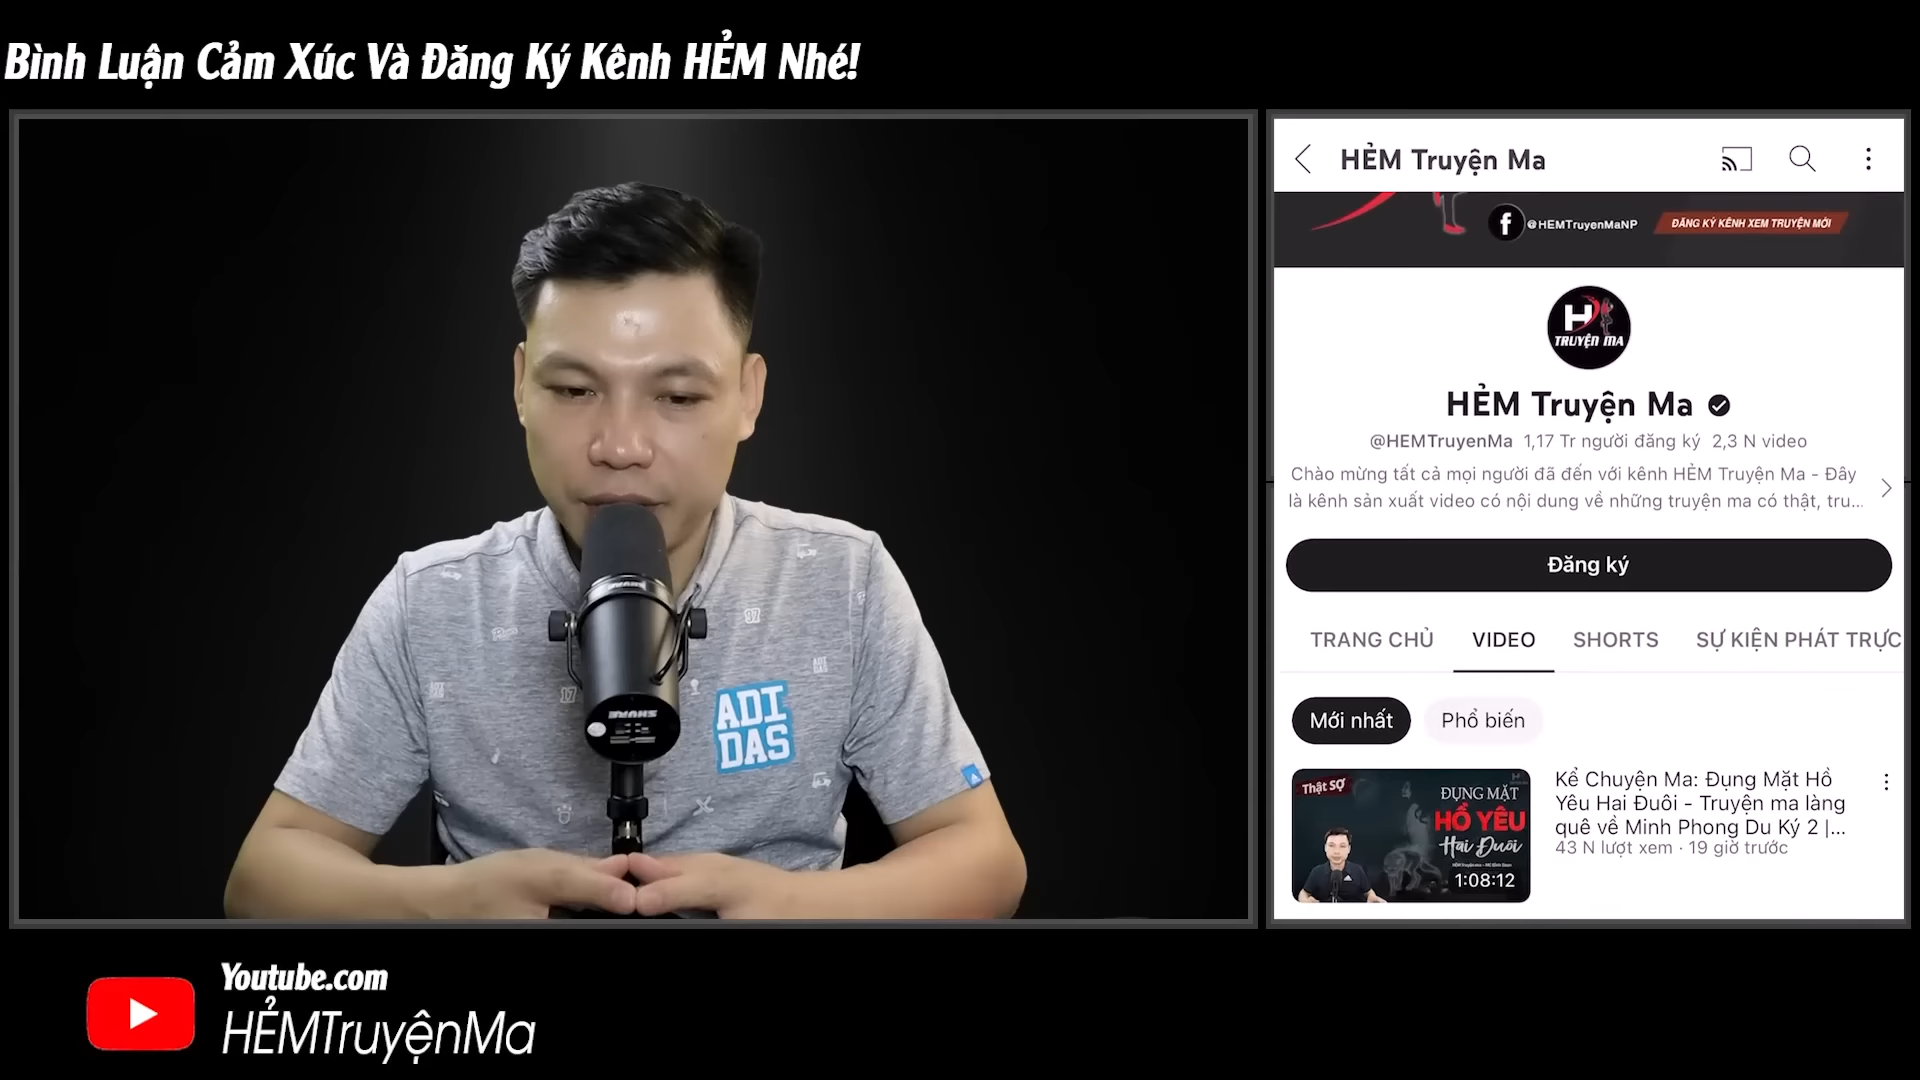 Bình Luận Cảm Xúc Và Đăng Ký Kênh HẺM Nhé!
HẺM Truyện Ma
@HEMTruyenMaNP
ĐĂNG KÝ KÊNH XEM TRUYỆN MỚI
H
TRUYỆN MA
HẺM Truyện Ma
@HEMTruyenMa 1,17 Tr người đăng ký 2,3 N video
Chào mừng tất cả mọi người đã đến với kênh HẺM Truyện Ma - Đây
là kênh sản xuất video có nội dung về những truyện ma có thật, tru...
Đăng ký
TRANG CHỦ VIDEO SHORTS SỰ KIỆN PHÁT TRỰC
Mới nhất Phổ biến
Thật SỢ
ĐỤNG MẶT
HỒ YÊU
Hai Đuôi
1:08:12
Kể Chuyện Ma: Đụng Mặt Hồ
Yêu Hai Đuôi - Truyện ma làng
quê về Minh Phong Du Ký 2 |...
43 N lượt xem · 19 giờ trước
ADI
DAS
97
17
SHURE
Youtube.com
HẺMTruyệnMa